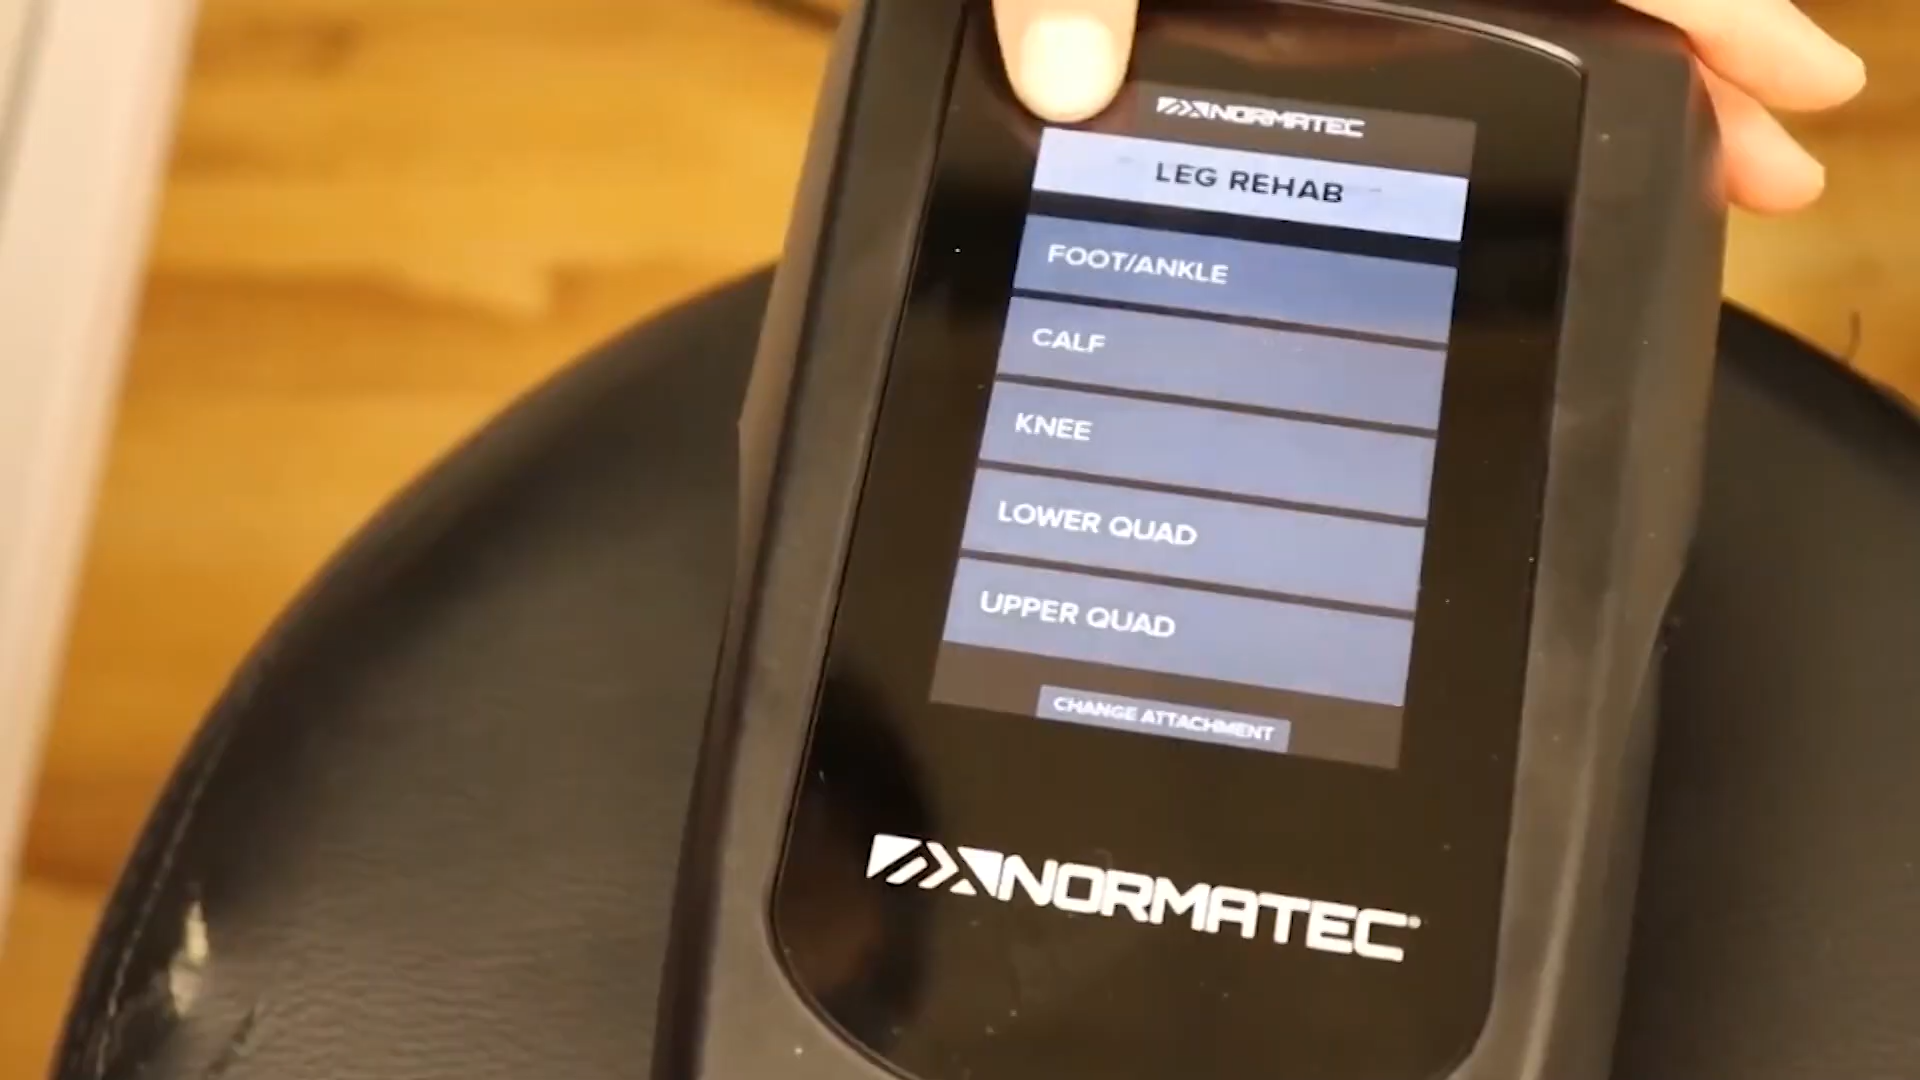 NORMATEC
LEG REHAB
FOOT/ANKLE
CALF
KNEE
LOWER QUAD
UPPER QUAD
CHANGE ATTACHMENT
NORMATEC